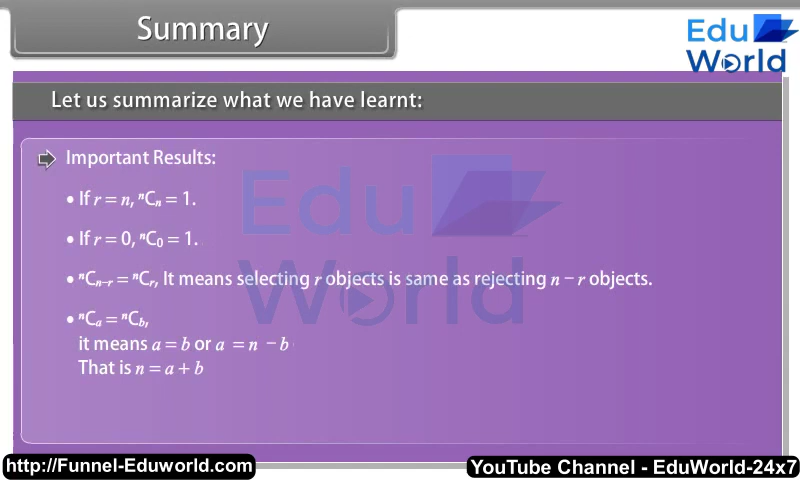 Summary
Edu
World
Let us summarize what we have learnt:
Important Results:
• If r = n, ⁿCₙ = 1.
• If r = 0, ⁿC₀ = 1.
• ⁿCₙ₋ᵣ = ⁿCᵣ, It means selecting r objects is same as rejecting n − r objects.
• ⁿCₐ = ⁿC_b,
it means a = b or a = n − b
That is n = a + b
Edu
World
http://Funnel-Eduworld.com
YouTube Channel - EduWorld-24x7